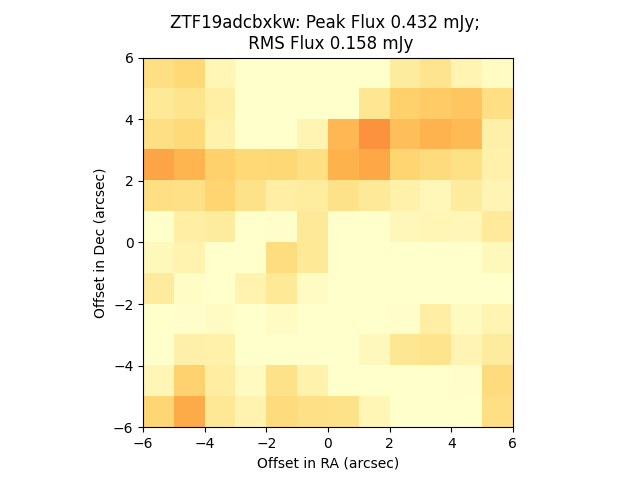 ZTF19adcbxkw: Peak Flux 0.432 mJy;
RMS Flux 0.158 mJy
6
4
2
0
−2
−4
−6
Offset in Dec (arcsec)
−6 −4 −2 0 2 4 6
Offset in RA (arcsec)